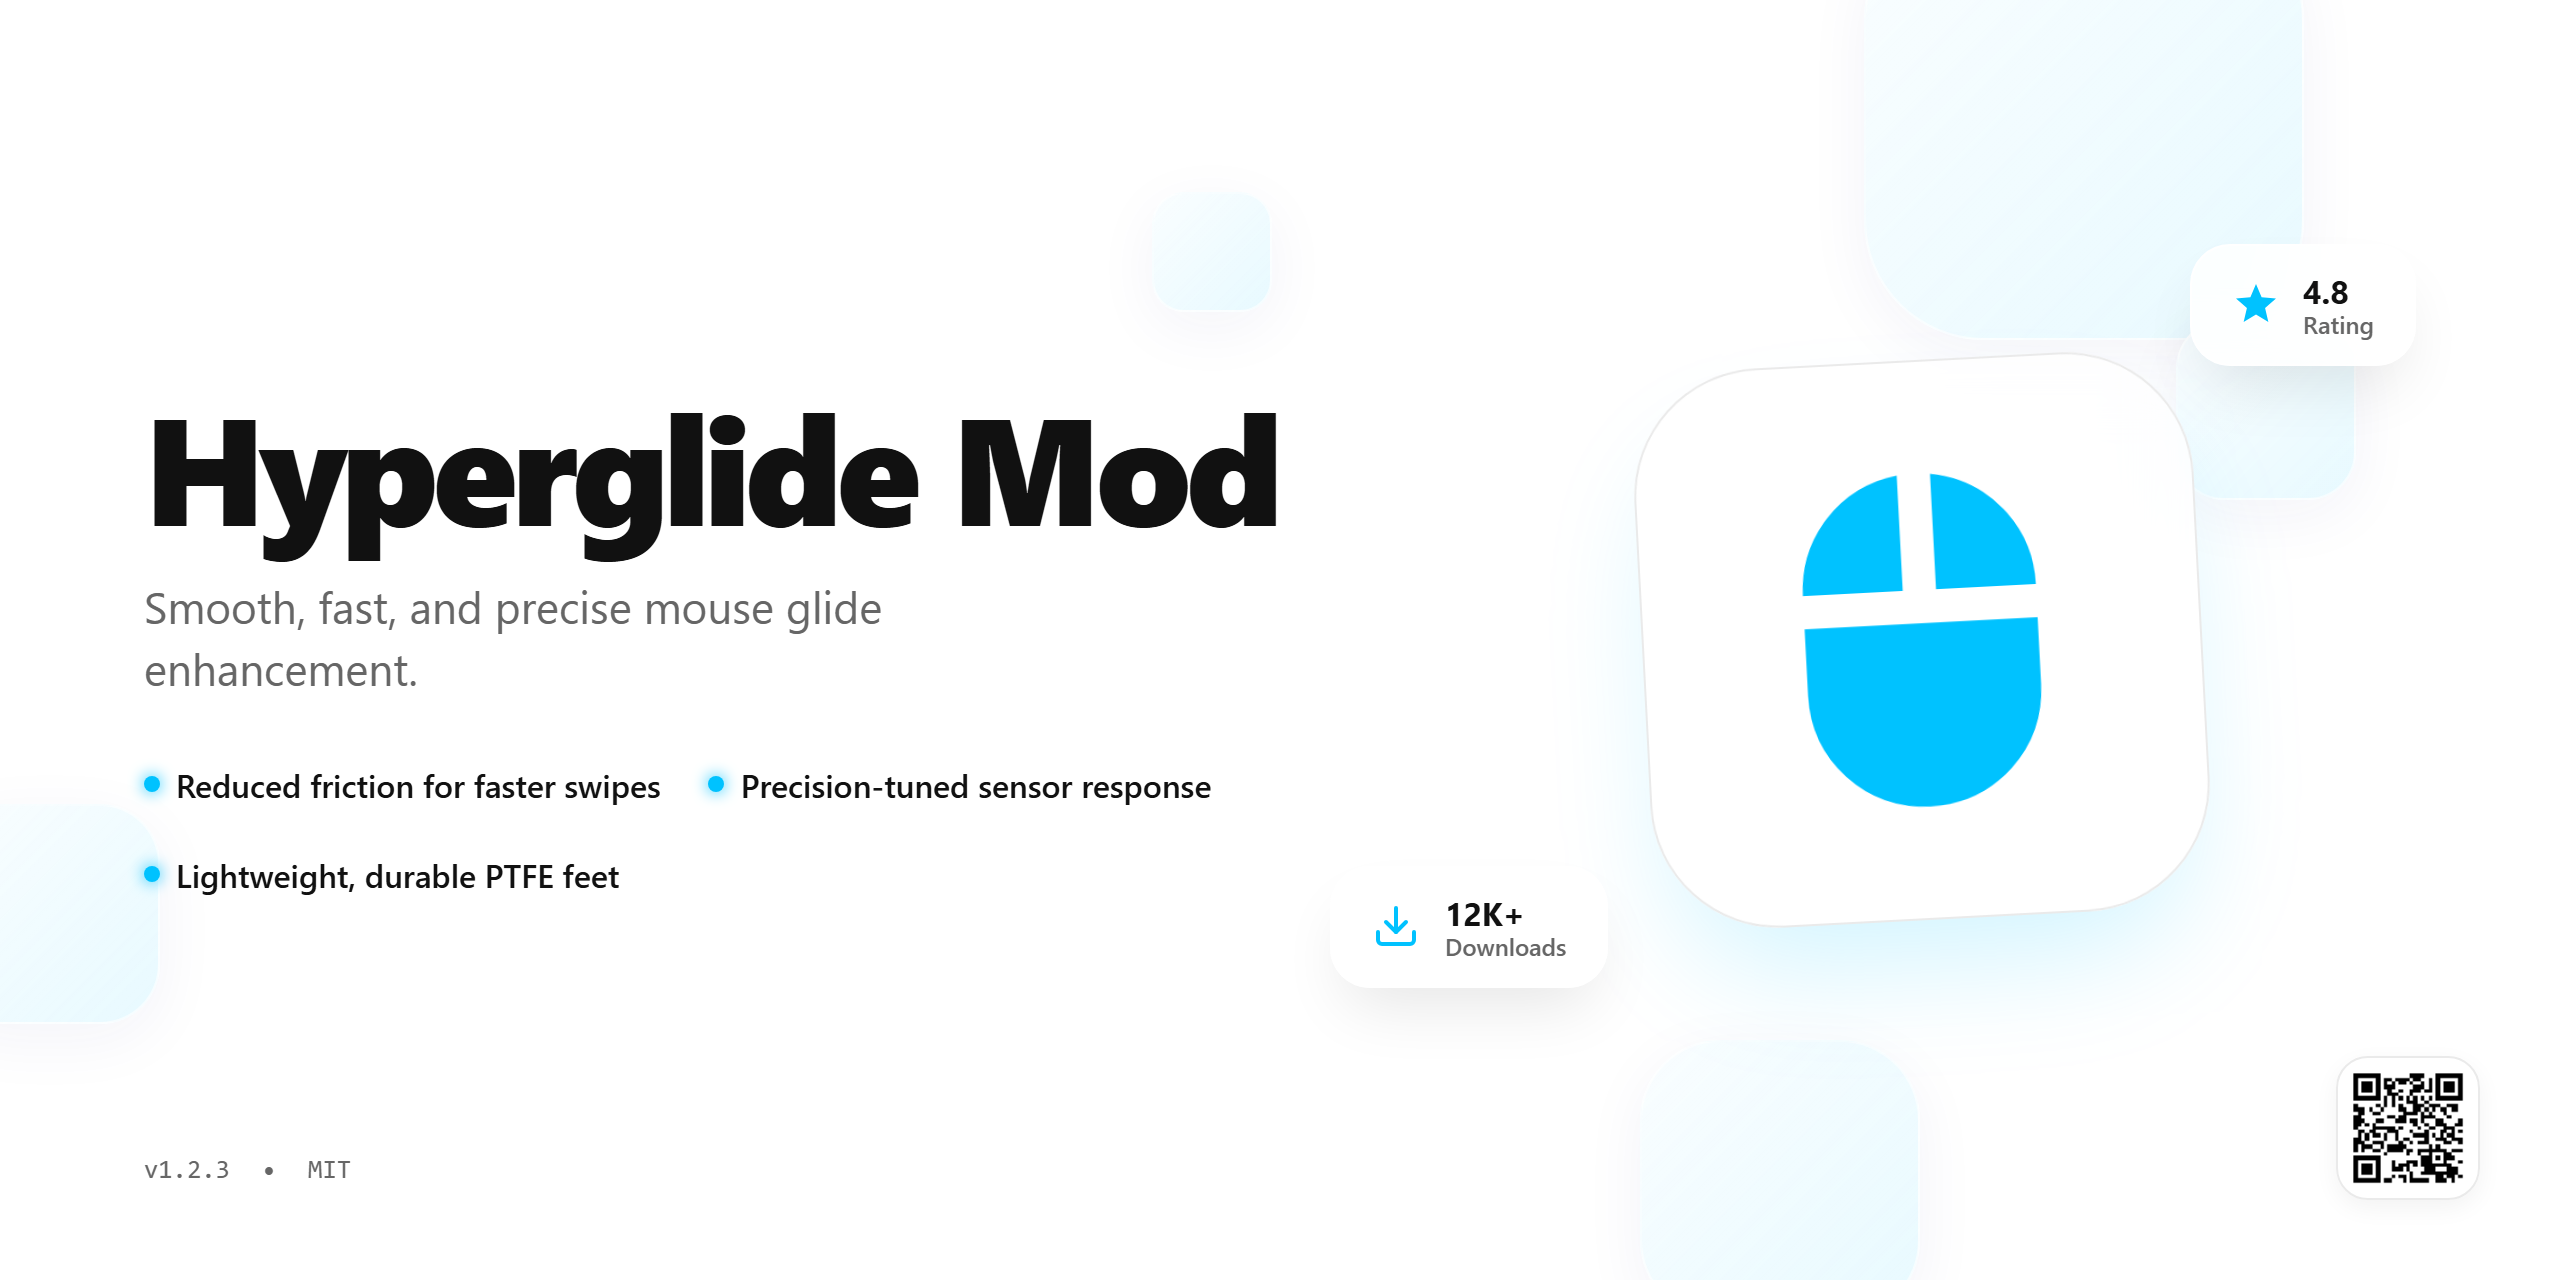 Hyperglide Mod
Smooth, fast, and precise mouse glide
enhancement.
Reduced friction for faster swipes
Precision-tuned sensor response
Lightweight, durable PTFE feet
4.8
Rating
12K+
Downloads
v1.2.3 • MIT